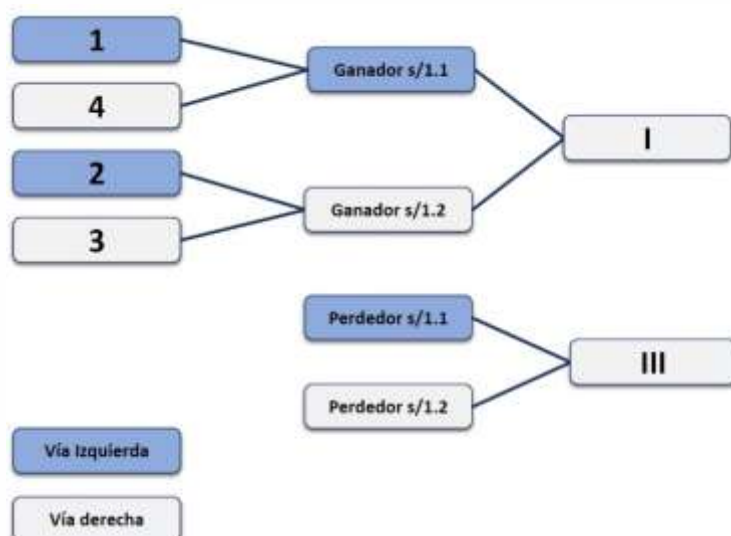 1
4
2
3
Ganador s/1.1
Ganador s/1.2
I
Perdedor s/1.1
Perdedor s/1.2
III
Vía Izquierda
Vía derecha